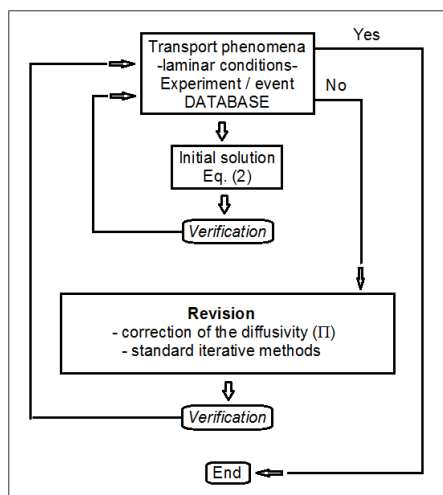 Transport phenomena
-laminar conditions-
Experiment / event
DATABASE
Yes
No
Initial solution
Eq. (2)
Verification
Revision
- correction of the diffusivity (Π)
- standard iterative methods
Verification
End